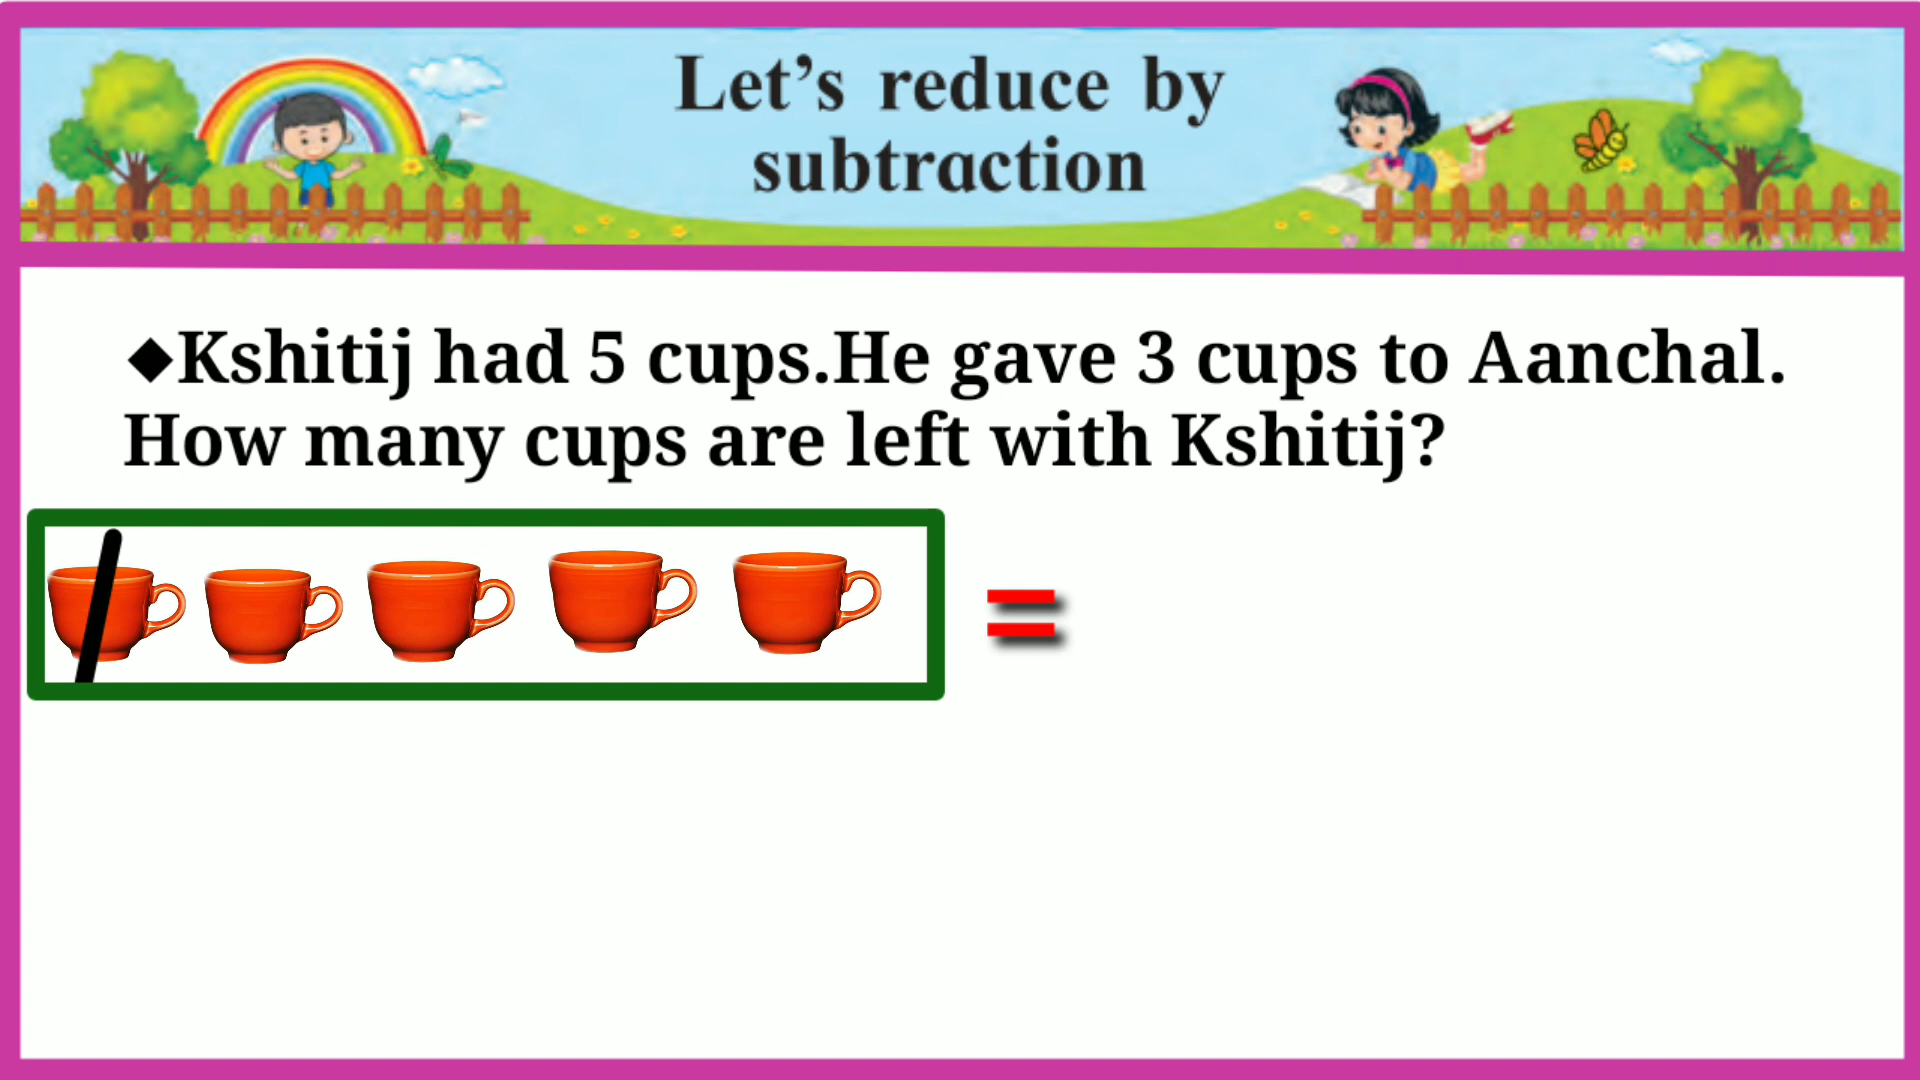 Let’s reduce by
subtraction
◆Kshitij had 5 cups.He gave 3 cups to Aanchal.
How many cups are left with Kshitij?
=